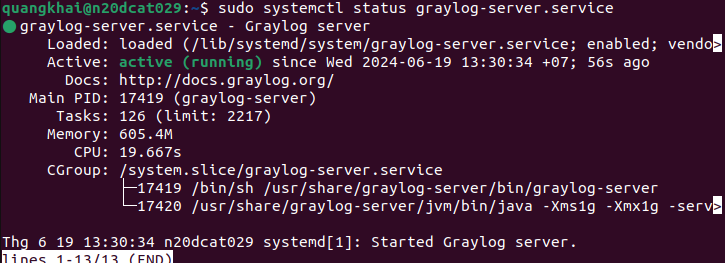 quangkhai@n20dcat029:~$ sudo systemctl status graylog-server.service
● graylog-server.service - Graylog server
     Loaded: loaded (/lib/systemd/system/graylog-server.service; enabled; vendo>
     Active: active (running) since Wed 2024-06-19 13:30:34 +07; 56s ago
       Docs: http://docs.graylog.org/
   Main PID: 17419 (graylog-server)
      Tasks: 126 (limit: 2217)
     Memory: 605.4M
        CPU: 19.667s
     CGroup: /system.slice/graylog-server.service
             ├─17419 /bin/sh /usr/share/graylog-server/bin/graylog-server
             └─17420 /usr/share/graylog-server/jvm/bin/java -Xms1g -Xmx1g -serv>
Thg 6 19 13:30:34 n20dcat029 systemd[1]: Started Graylog server.
lines 1-13/13 (END)